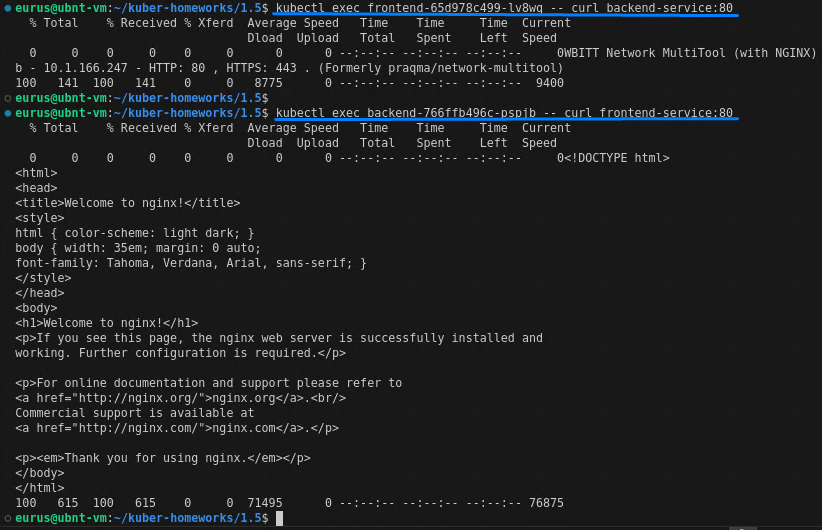 eurus@ubnt-vm:~/kuber-homeworks/1.5$ kubectl exec frontend-65d978c499-lv8wg -- curl backend-service:80
  % Total    % Received % Xferd  Average Speed   Time    Time     Time  Current
                                 Dload  Upload   Total   Spent    Left  Speed
  0     0    0     0    0     0      0      0 --:--:-- --:--:-- --:--:--     0WBITT Network MultiTool (with NGINX)
b - 10.1.166.247 - HTTP: 80 , HTTPS: 443 . (Formerly praqma/network-multitool)
100   141  100   141    0     0   8775      0 --:--:-- --:--:-- --:--:--  9400
eurus@ubnt-vm:~/kuber-homeworks/1.5$
eurus@ubnt-vm:~/kuber-homeworks/1.5$ kubectl exec backend-766ffb496c-pspjb -- curl frontend-service:80
  % Total    % Received % Xferd  Average Speed   Time    Time     Time  Current
                                 Dload  Upload   Total   Spent    Left  Speed
  0     0    0     0    0     0      0      0 --:--:-- --:--:-- --:--:--     0<!DOCTYPE html>
<html>
<head>
<title>Welcome to nginx!</title>
<style>
html { color-scheme: light dark; }
body { width: 35em; margin: 0 auto;
font-family: Tahoma, Verdana, Arial, sans-serif; }
</style>
</head>
<body>
<h1>Welcome to nginx!</h1>
<p>If you see this page, the nginx web server is successfully installed and
working. Further configuration is required.</p>

<p>For online documentation and support please refer to
<a href="http://nginx.org/">nginx.org</a>.<br/>
Commercial support is available at
<a href="http://nginx.com/">nginx.com</a>.</p>

<p><em>Thank you for using nginx.</em></p>
</body>
</html>
100   615  100   615    0     0  71495      0 --:--:-- --:--:-- --:--:-- 76875
eurus@ubnt-vm:~/kuber-homeworks/1.5$